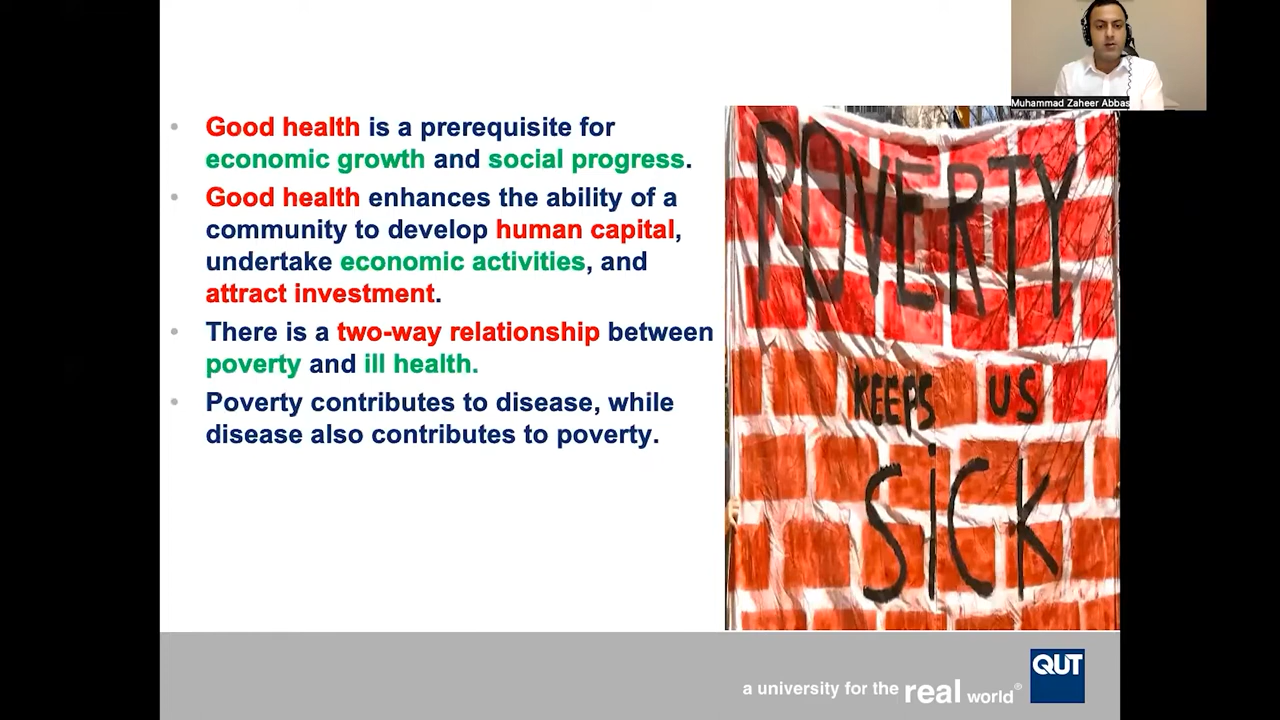 Muhammad Zaheer Abbas
Good health is a prerequisite for
economic growth and social progress.
Good health enhances the ability of a
community to develop human capital,
undertake economic activities, and
attract investment.
There is a two-way relationship between
poverty and ill health.
Poverty contributes to disease, while
disease also contributes to poverty.
POVERTY
KEEPS US
SiCK
a university for the real world®
QUT